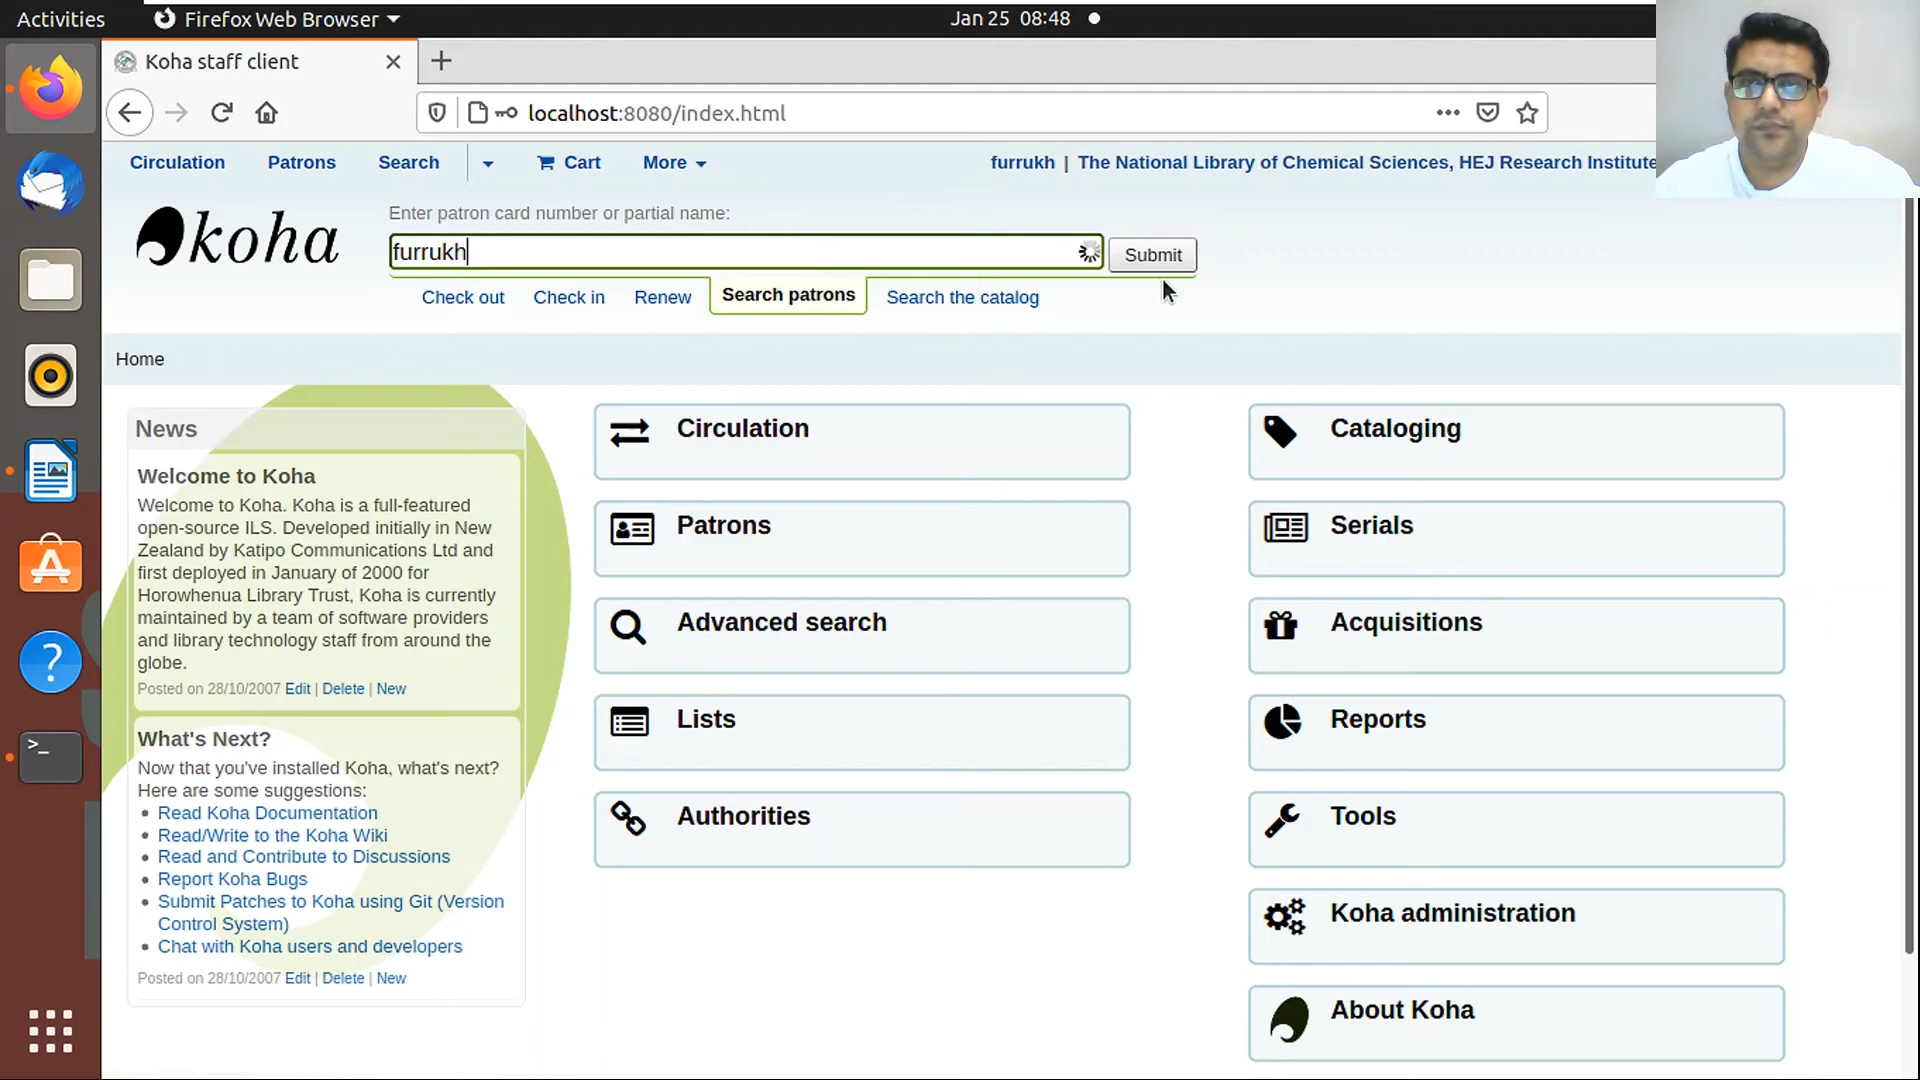 Activities
Firefox Web Browser
Jan 25 08:48
Koha staff client
localhost:8080/index.html
Circulation
Patrons
Search
Cart
More
furrukh | The National Library of Chemical Sciences, HEJ Research Institute
koha
Enter patron card number or partial name:
furrukh
Submit
Check out
Check in
Renew
Search patrons
Search the catalog
Home
News
Welcome to Koha
Welcome to Koha. Koha is a full-featured
open-source ILS. Developed initially in New
Zealand by Katipo Communications Ltd and
first deployed in January of 2000 for
Horowhenua Library Trust, Koha is currently
maintained by a team of software providers
and library technology staff from around the
globe.
Posted on 28/10/2007 Edit | Delete | New
What's Next?
Now that you've installed Koha, what's next?
Here are some suggestions:
Read Koha Documentation
Read/Write to the Koha Wiki
Read and Contribute to Discussions
Report Koha Bugs
Submit Patches to Koha using Git (Version
Control System)
Chat with Koha users and developers
Posted on 28/10/2007 Edit | Delete | New
Circulation
Patrons
Advanced search
Lists
Authorities
Cataloging
Serials
Acquisitions
Reports
Tools
Koha administration
About Koha